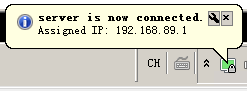 server is now connected.
Assigned IP: 192.168.89.1
CH